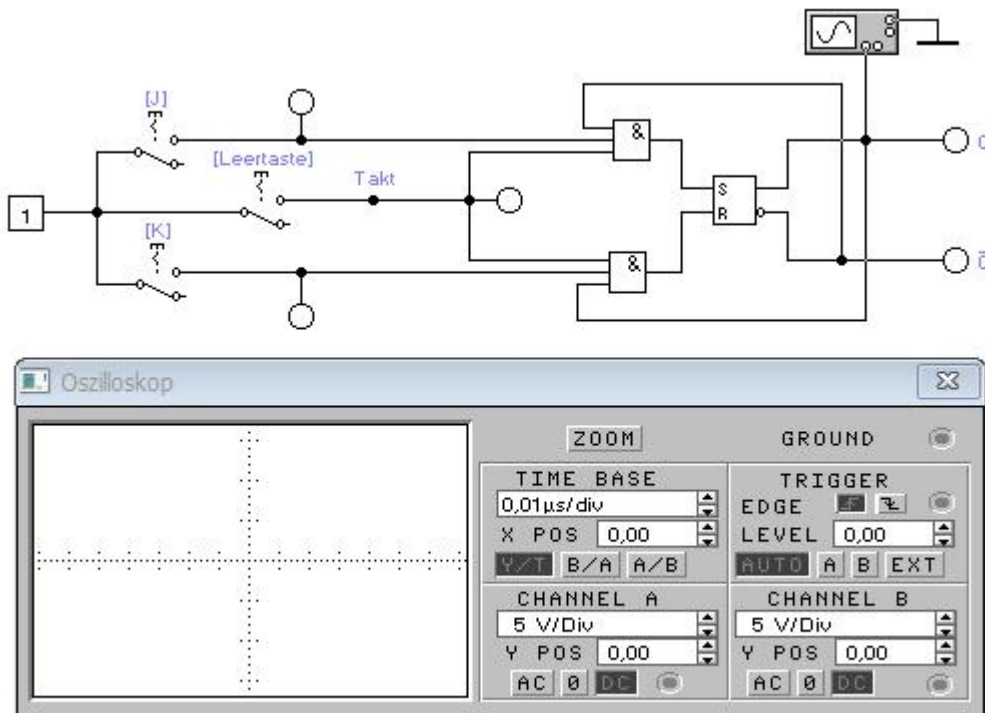 [J]
&
[Leertaste]
Takt
1
S
R
[K]
&
Oszilloskop
ZOOM
GROUND
TIME BASE
0,01µs/div
X POS 0,00
Y/T B/A A/B
TRIGGER
EDGE
LEVEL 0,00
AUTO A B EXT
CHANNEL A
5 V/Div
Y POS 0,00
AC 0 DC
CHANNEL B
5 V/Div
Y POS 0,00
AC 0 DC